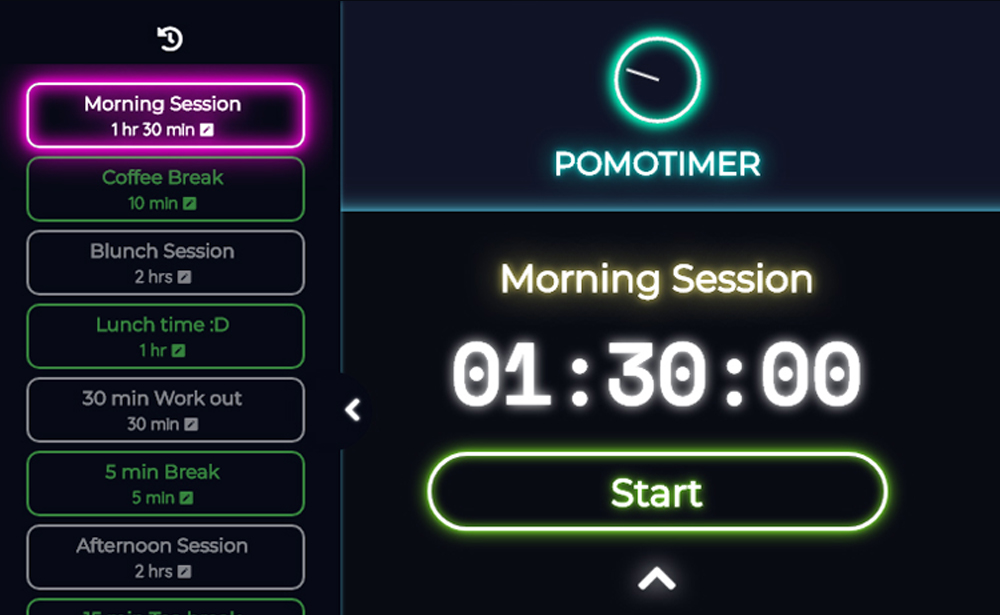 Morning Session
1 hr 30 min
Coffee Break
10 min
Blunch Session
2 hrs
Lunch time :D
1 hr
30 min Work out
30 min
5 min Break
5 min
Afternoon Session
2 hrs
POMOTIMER
Morning Session
01:30:00
Start